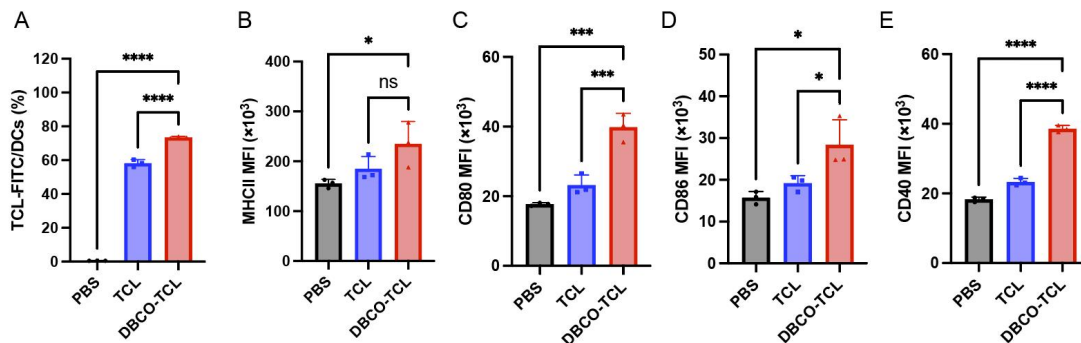 A
TCL-FITC/DCs (%)
120
100
80
60
40
20
0
****
****
PBS
TCL
DBCO-TCL
B
MHCII MFI (×10³)
400
300
200
100
0
*
ns
PBS
TCL
DBCO-TCL
C
CD80 MFI (×10³)
60
40
20
0
***
***
PBS
TCL
DBCO-TCL
D
CD86 MFI (×10³)
50
40
30
20
10
0
*
*
PBS
TCL
DBCO-TCL
E
CD40 MFI (×10³)
60
40
20
0
****
****
PBS
TCL
DBCO-TCL